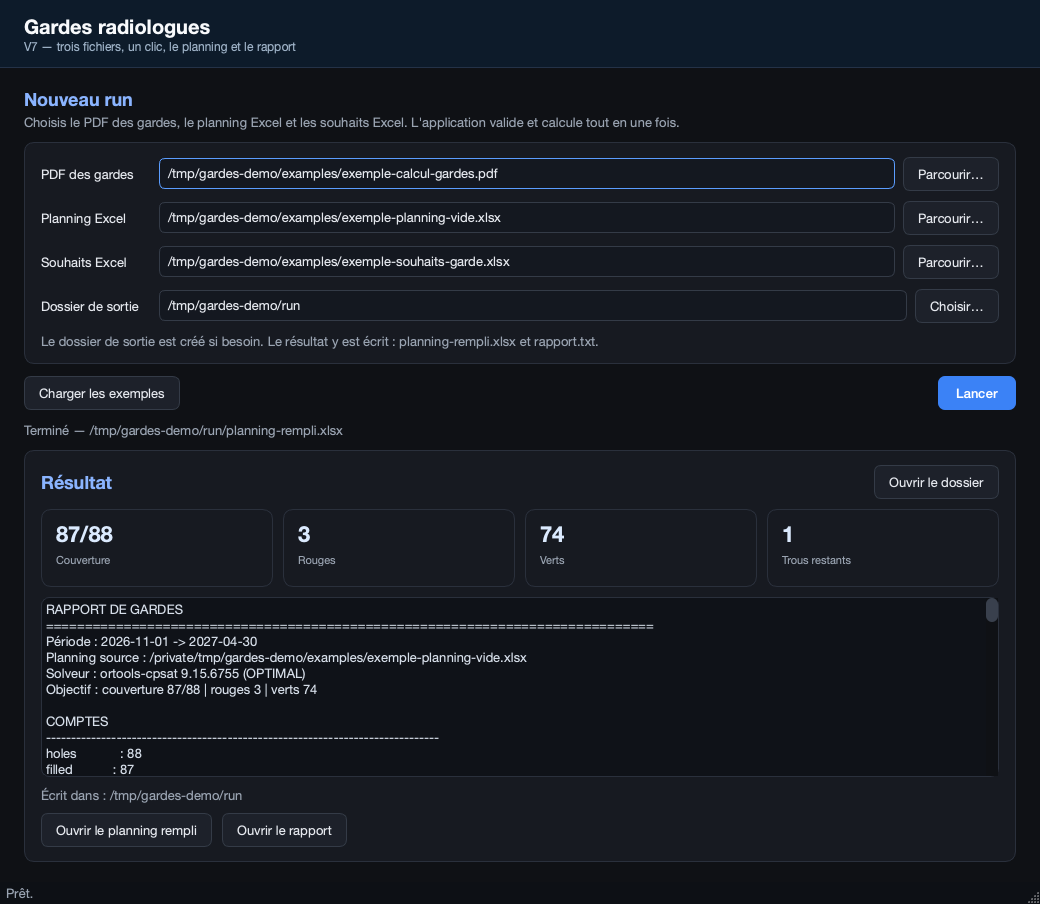 Gardes radiologues
V7 — trois fichiers, un clic, le planning et le rapport
Nouveau run
Choisis le PDF des gardes, le planning Excel et les souhaits Excel. L'application valide et calcule tout en une fois.
PDF des gardes /tmp/gardes-demo/examples/exemple-calcul-gardes.pdf Parcourir…
Planning Excel /tmp/gardes-demo/examples/exemple-planning-vide.xlsx Parcourir…
Souhaits Excel /tmp/gardes-demo/examples/exemple-souhaits-garde.xlsx Parcourir…
Dossier de sortie /tmp/gardes-demo/run Choisir…
Le dossier de sortie est créé si besoin. Le résultat y est écrit : planning-rempli.xlsx et rapport.txt.
Charger les exemples Lancer
Terminé — /tmp/gardes-demo/run/planning-rempli.xlsx
Résultat Ouvrir le dossier
87/88 3 74 1
Couverture Rouges Verts Trous restants
RAPPORT DE GARDES
==============================================================================
Période : 2026-11-01 -> 2027-04-30
Planning source : /private/tmp/gardes-demo/examples/exemple-planning-vide.xlsx
Solveur : ortools-cpsat 9.15.6755 (OPTIMAL)
Objectif : couverture 87/88 | rouges 3 | verts 74
COMPTES
------------------------------------------------------------------------------
holes : 88
filled : 87
Écrit dans : /tmp/gardes-demo/run
Ouvrir le planning rempli Ouvrir le rapport
Prêt.